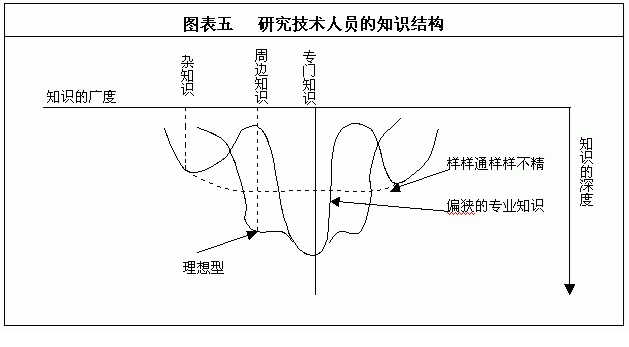 图表五 研究技术人员的知识结构
杂知识
周边知识
专门知识
知识的广度
知识的深度
样样通样样不精
偏狭的专业知识
理想型